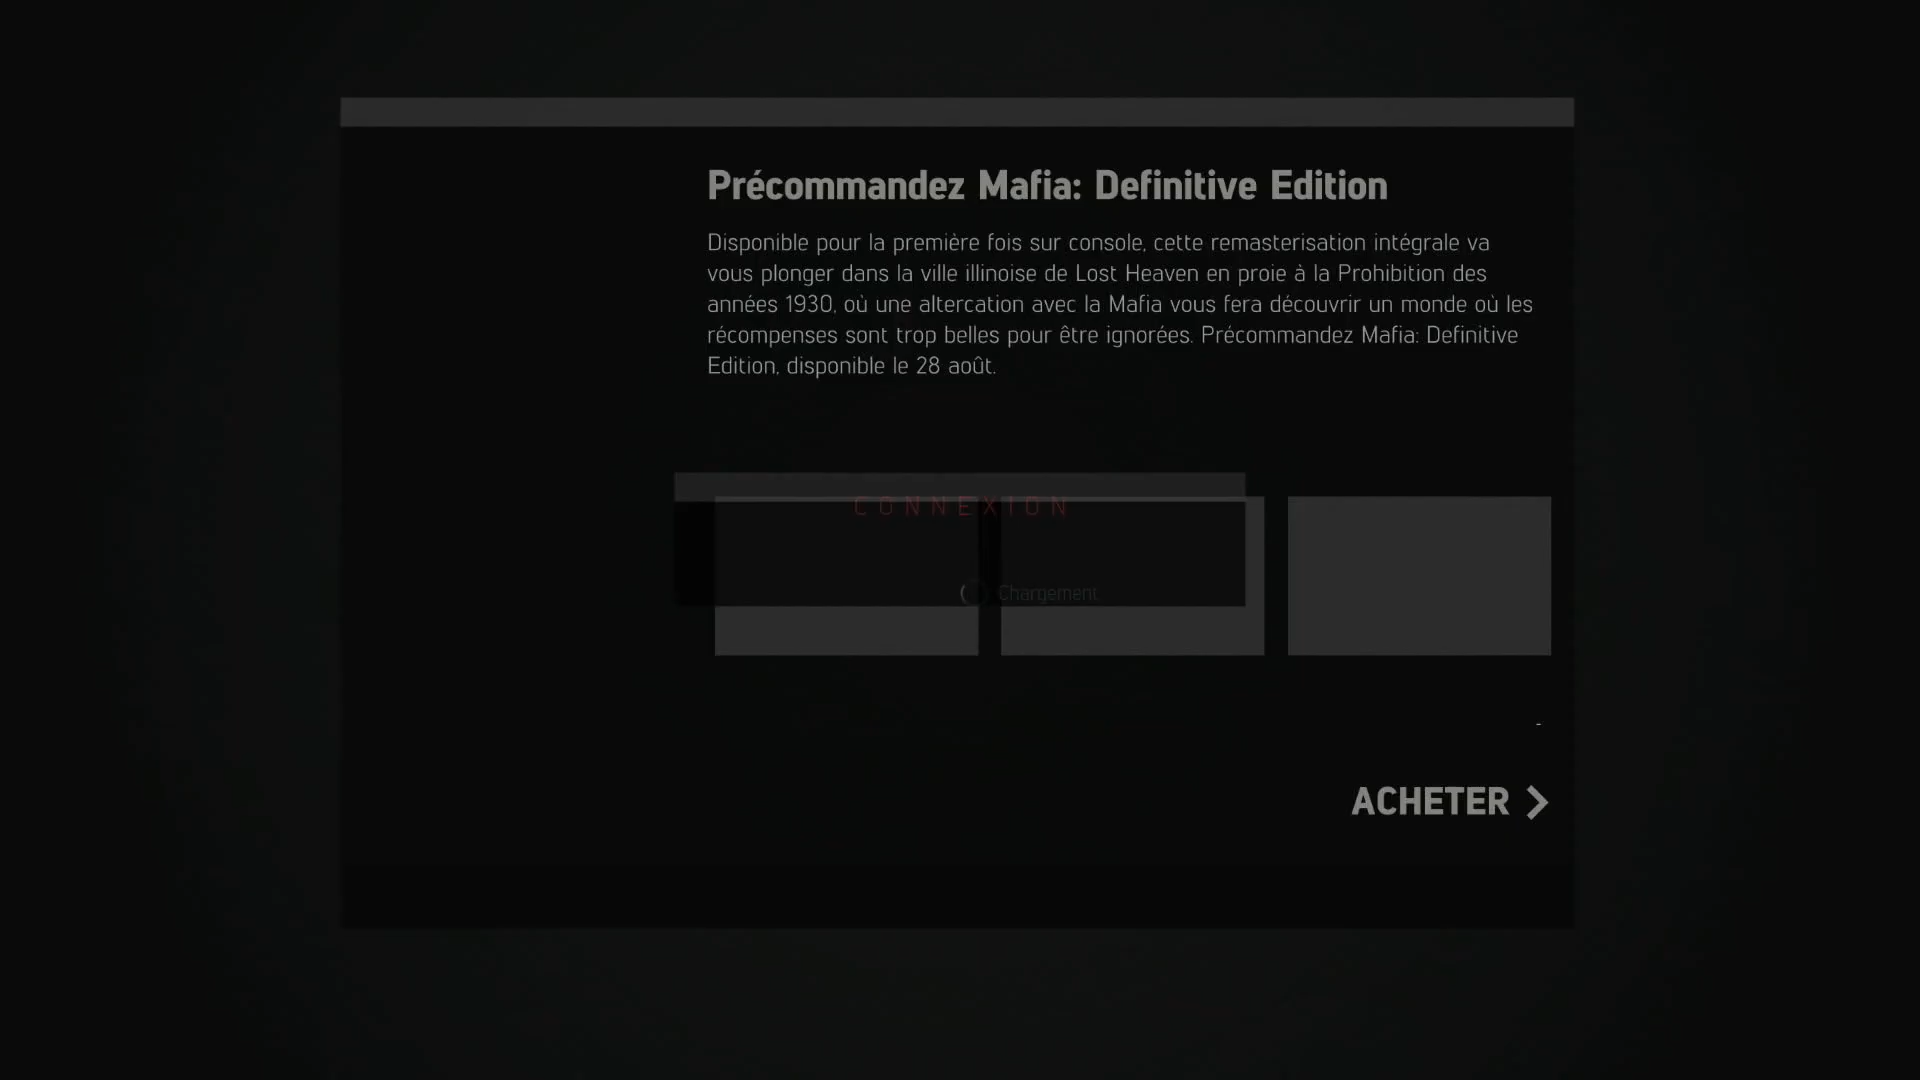 Précommandez Mafia: Definitive Edition
Disponible pour la première fois sur console, cette remasterisation intégrale va
vous plonger dans la ville illinoise de Lost Heaven en proie à la Prohibition des
années 1930, où une altercation avec la Mafia vous fera découvrir un monde où les
récompenses sont trop belles pour être ignorées. Précommandez Mafia: Definitive
Edition, disponible le 28 août.
CONNEXION
Chargement
-
ACHETER